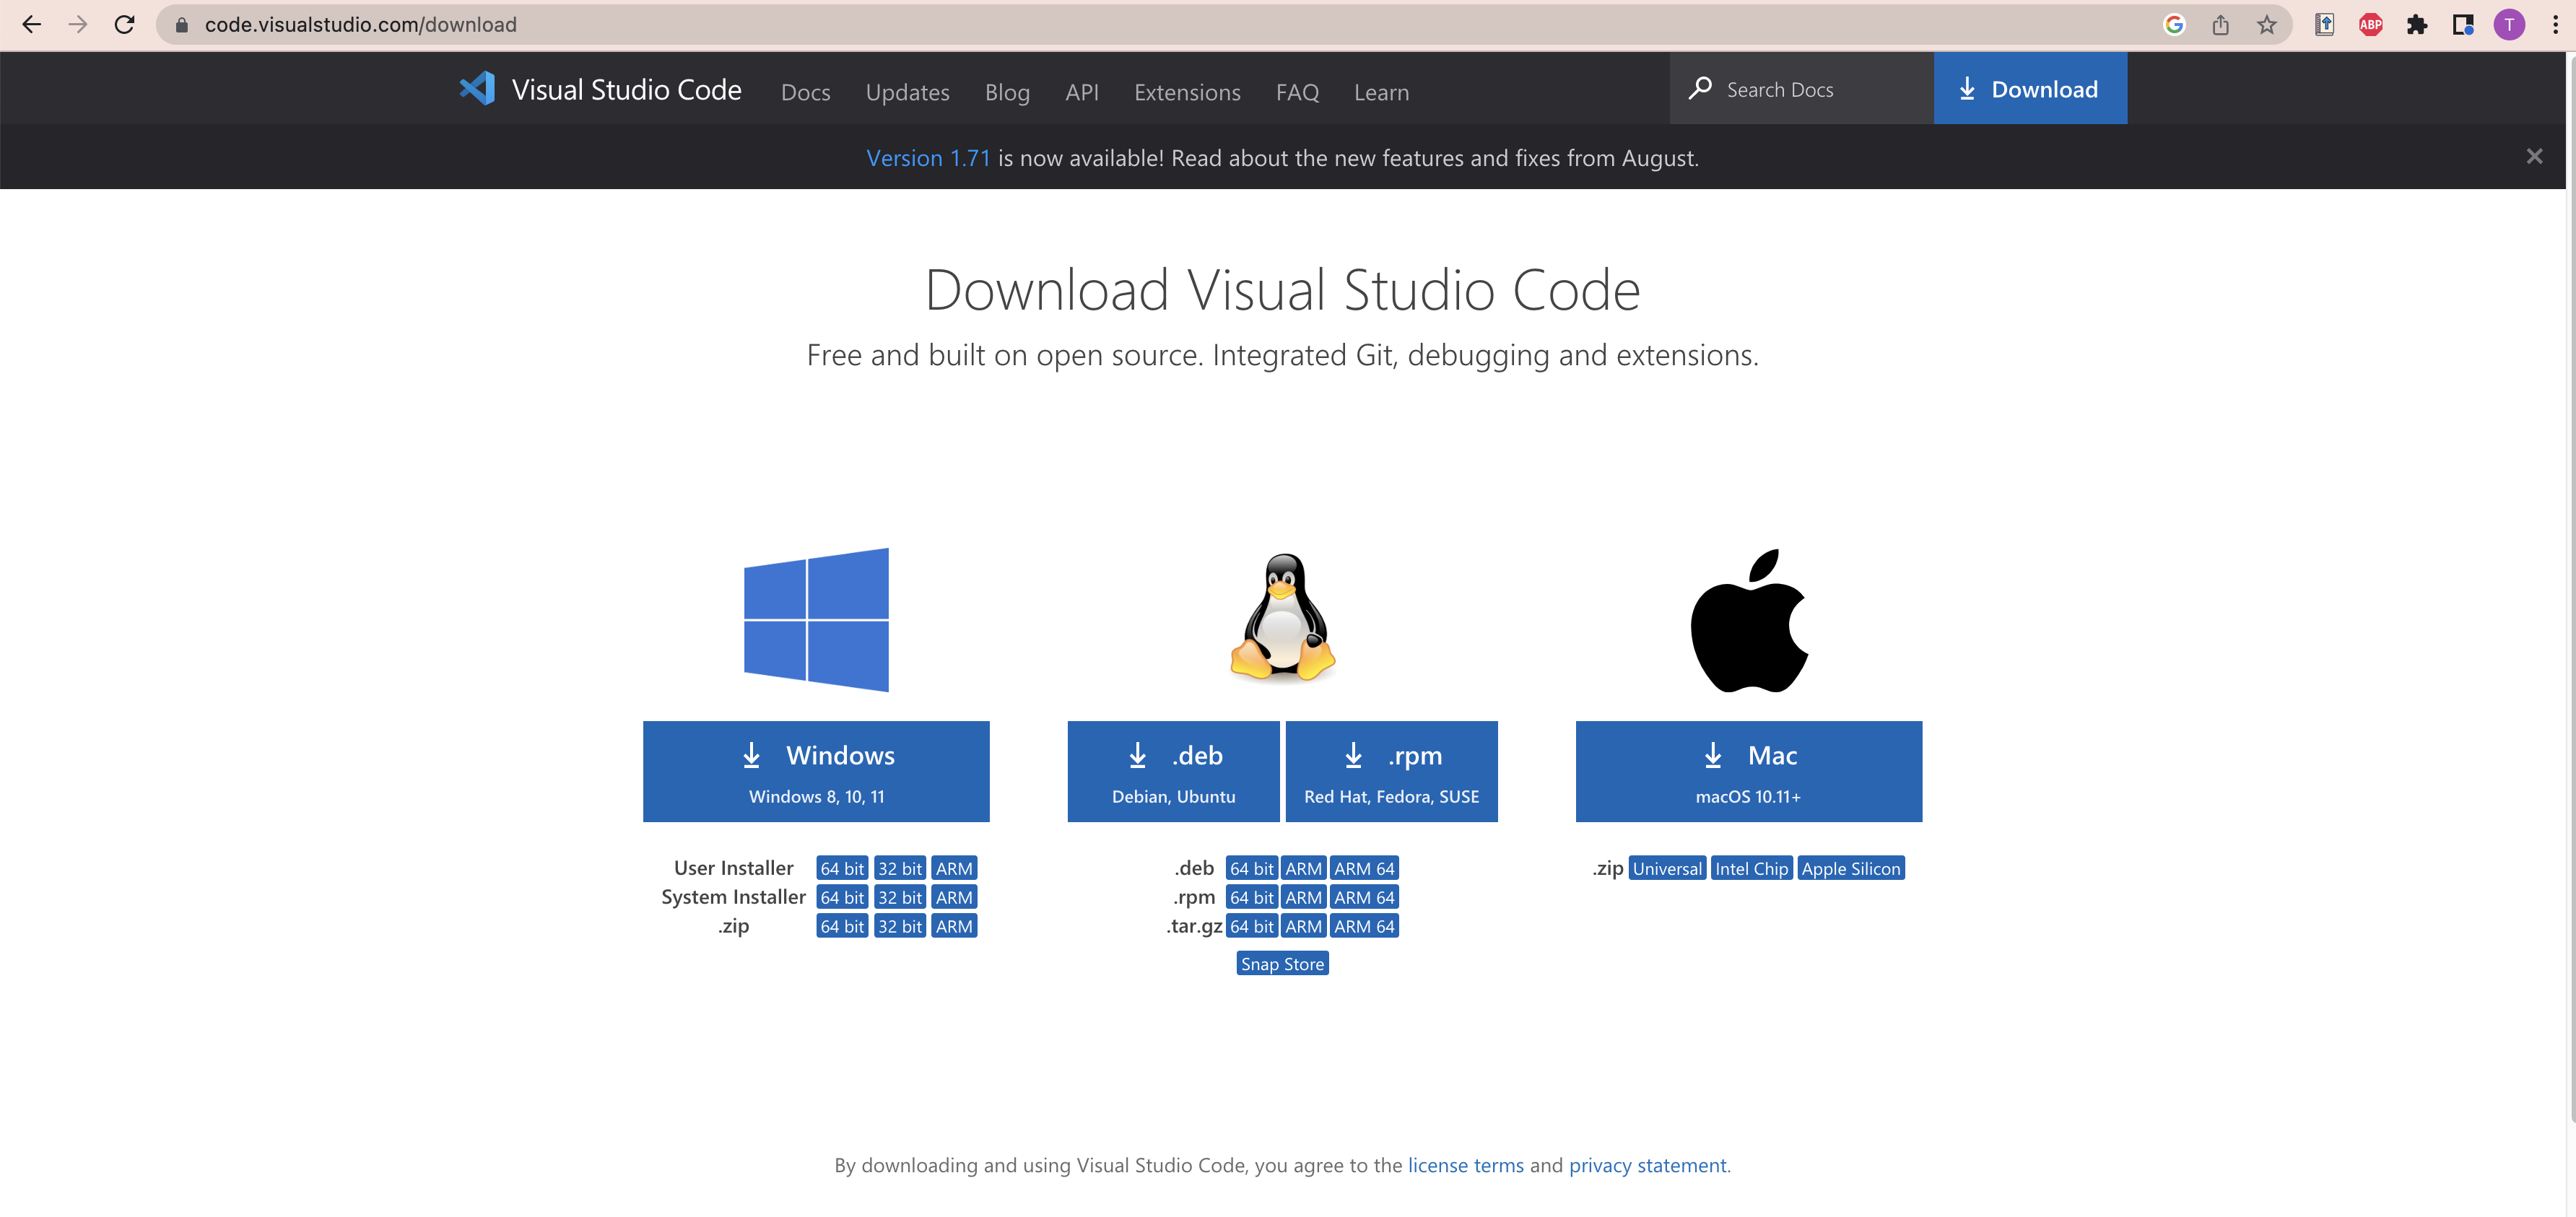 code.visualstudio.com/download
ABP
T
Visual Studio Code Docs Updates Blog API Extensions FAQ Learn Search Docs Download
Version 1.71 is now available! Read about the new features and fixes from August.
Download Visual Studio Code
Free and built on open source. Integrated Git, debugging and extensions.
Windows
Windows 8, 10, 11
User Installer 64 bit 32 bit ARM
System Installer 64 bit 32 bit ARM
.zip 64 bit 32 bit ARM
.deb
Debian, Ubuntu
.rpm
Red Hat, Fedora, SUSE
.deb 64 bit ARM ARM 64
.rpm 64 bit ARM ARM 64
.tar.gz 64 bit ARM ARM 64
Snap Store
Mac
macOS 10.11+
.zip Universal Intel Chip Apple Silicon
By downloading and using Visual Studio Code, you agree to the license terms and privacy statement.